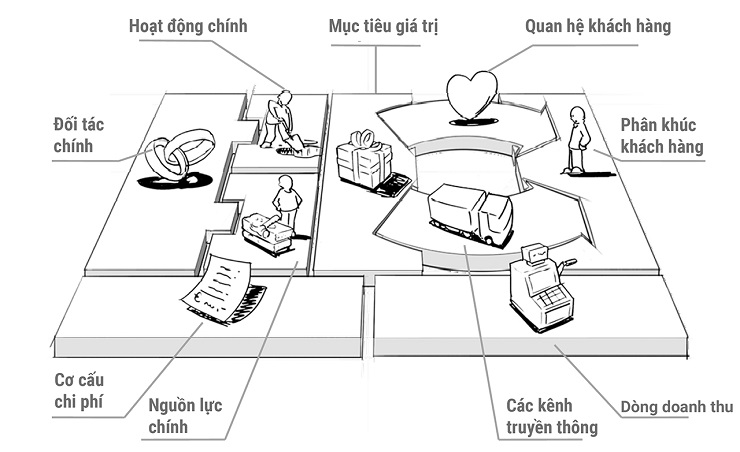 Hoạt động chính
Mục tiêu giá trị
Quan hệ khách hàng
Đối tác
chính
Phân khúc
khách hàng
Cơ cấu
chi phí
Nguồn lực
chính
Các kênh
truyền thông
Dòng doanh thu